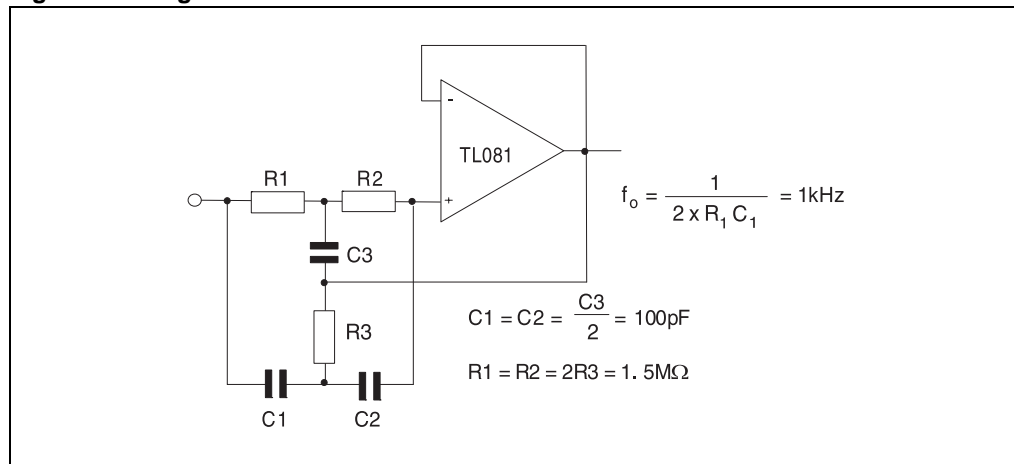 -
TL081
+
R1
R2
C3
R3
C1
C2
f_o = 1 / (2 x R_1 C_1) = 1kHz
C1 = C2 = C3 / 2 = 100pF
R1 = R2 = 2R3 = 1. 5MΩ